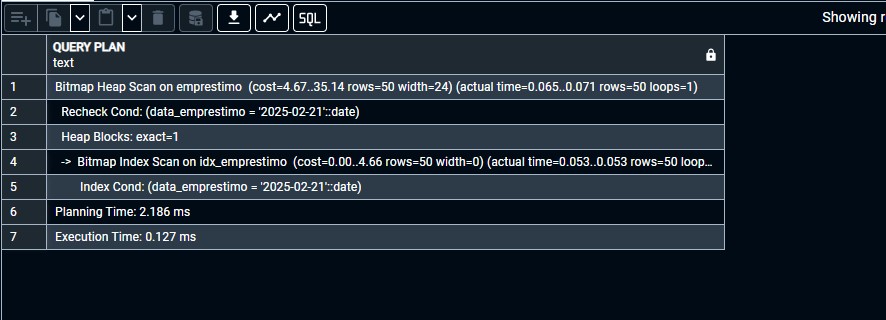 SQL
Showing r
QUERY PLAN
text
1 Bitmap Heap Scan on emprestimo (cost=4.67..35.14 rows=50 width=24) (actual time=0.065..0.071 rows=50 loops=1)
2 Recheck Cond: (data_emprestimo = '2025-02-21'::date)
3 Heap Blocks: exact=1
4 -> Bitmap Index Scan on idx_emprestimo (cost=0.00..4.66 rows=50 width=0) (actual time=0.053..0.053 rows=50 loop...
5 Index Cond: (data_emprestimo = '2025-02-21'::date)
6 Planning Time: 2.186 ms
7 Execution Time: 0.127 ms